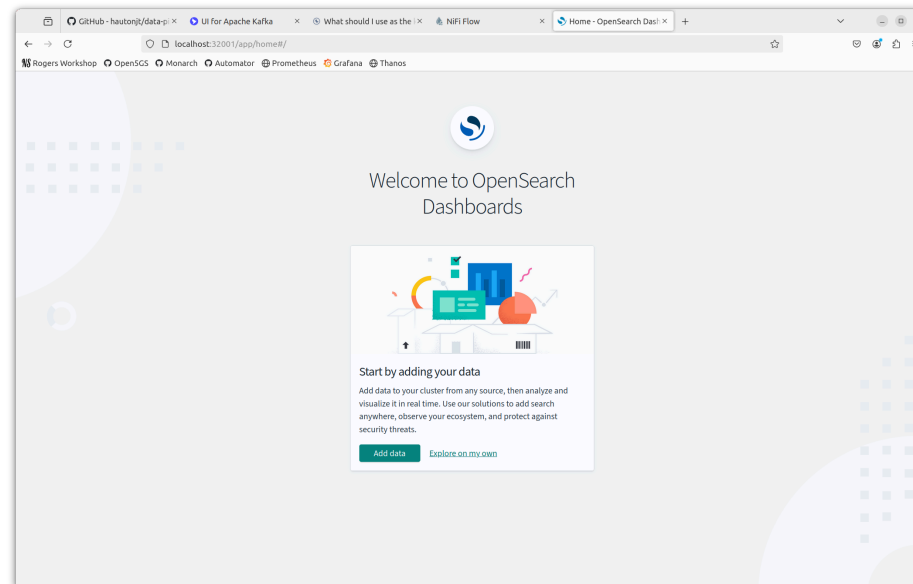 GitHub - hautonjt/data-pl
UI for Apache Kafka
What should I use as the
NiFi Flow
Home - OpenSearch Dash
localhost:32001/app/home#/
Rogers Workshop OpenSGS Monarch Automator Prometheus Grafana Thanos
Welcome to OpenSearch
Dashboards
Start by adding your data
Add data to your cluster from any source, then analyze and
visualize it in real time. Use our solutions to add search
anywhere, observe your ecosystem, and protect against
security threats.
Add data Explore on my own